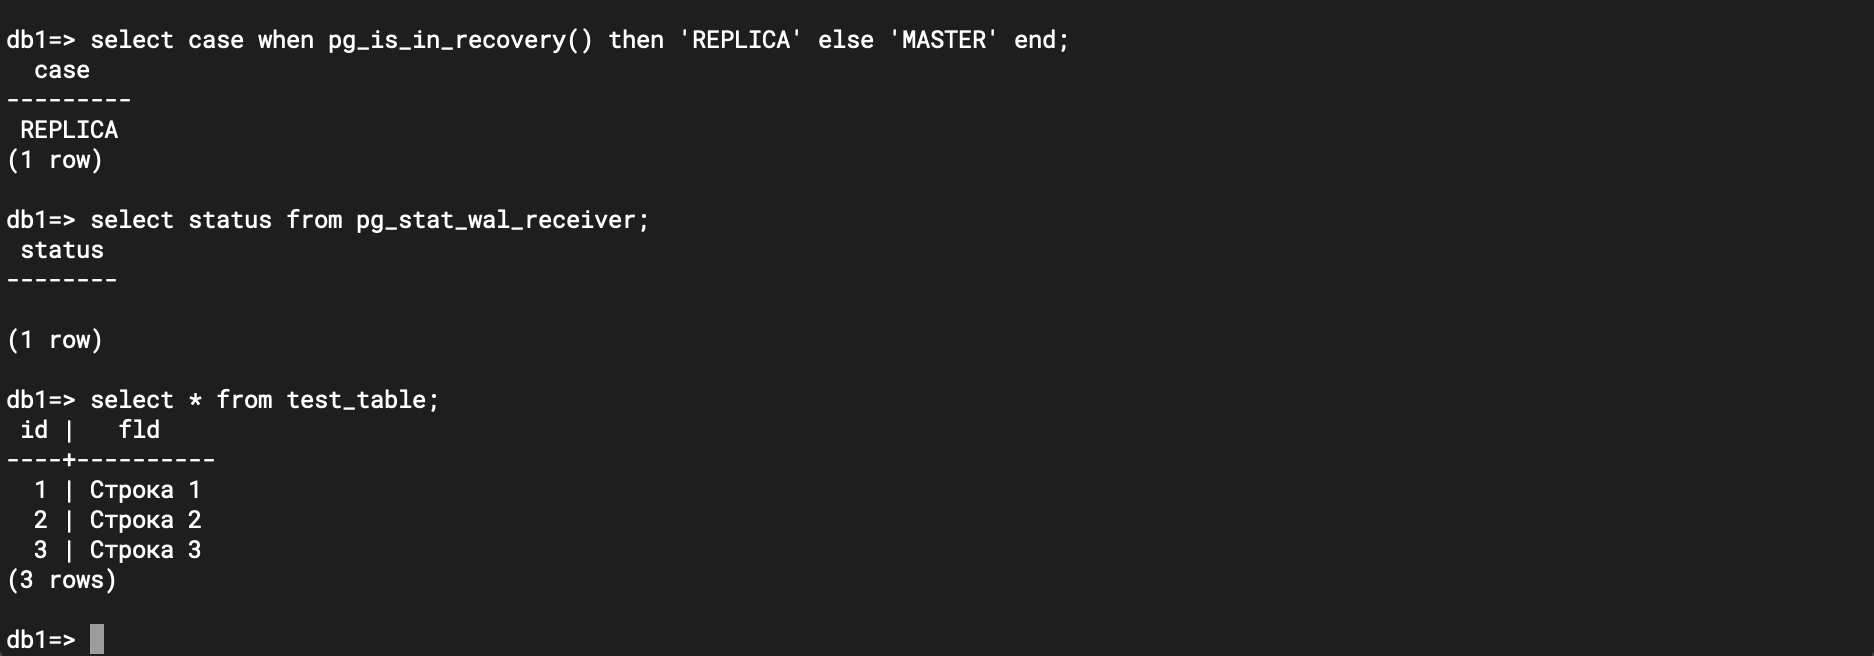 db1=> select case when pg_is_in_recovery() then 'REPLICA' else 'MASTER' end;
  case
---------
 REPLICA
(1 row)

db1=> select status from pg_stat_wal_receiver;
 status
--------

(1 row)

db1=> select * from test_table;
 id |   fld
----+----------
  1 | Строка 1
  2 | Строка 2
  3 | Строка 3
(3 rows)

db1=>